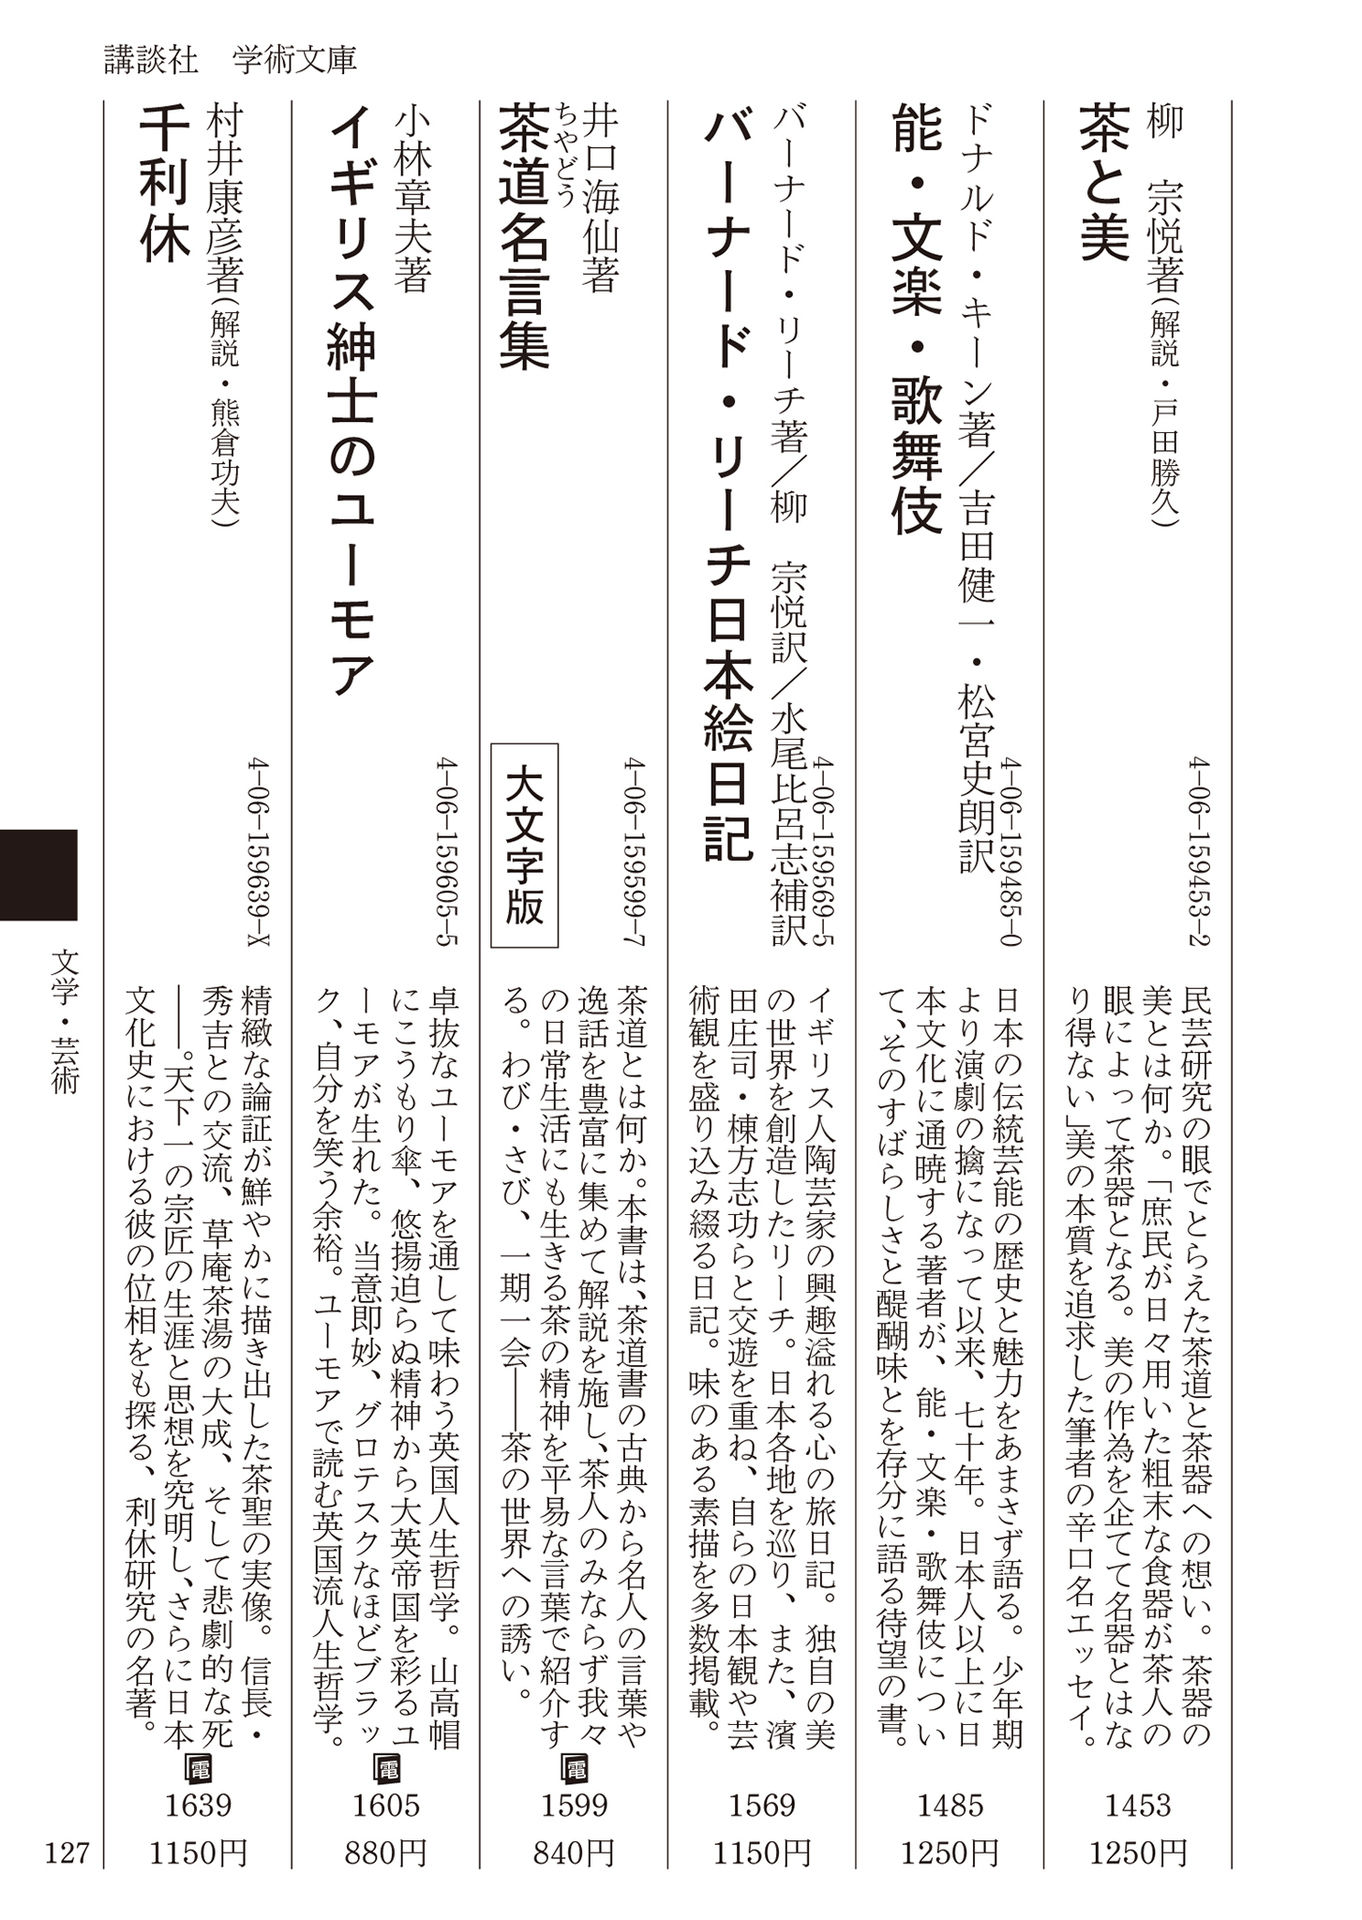 講談社　学術文庫
柳　宗悦著(解説・戸田勝久)
茶と美
4-06-159453-2
民芸研究の眼でとらえた茶道と茶器への想い。茶器の
美とは何か。「庶民が日々用いた粗末な食器が茶人の
眼によって茶器となる。美の作為を企てて名器とはな
り得ない」美の本質を追求した筆者の辛口名エッセイ。
1453
1250円
ドナルド・キーン著／吉田健一・松宮史朗訳
能・文楽・歌舞伎
4-06-159485-0
日本の伝統芸能の歴史と魅力をあまさず語る。少年期
より演劇の擒になって以来、七十年。日本人以上に日
本文化に通暁する著者が、能・文楽・歌舞伎につい
て、そのすばらしさと醍醐味とを存分に語る待望の書。
1485
1250円
バーナード・リーチ著／柳　宗悦訳／水尾比呂志補訳
バーナード・リーチ日本絵日記
4-06-159569-5
イギリス人陶芸家の興趣溢れる心の旅日記。独自の美
の世界を創造したリーチ。日本各地を巡り、また、濱
田庄司・棟方志功らと交遊を重ね、自らの日本観や芸
術観を盛り込み綴る日記。味のある素描を多数掲載。
1569
1150円
井口海仙著
ちゃどう
茶道名言集
4-06-159599-7
大文字版
茶道とは何か。本書は、茶道書の古典から名人の言葉や
逸話を豊富に集めて解説を施し、茶人のみならず我々
の日常生活にも生きる茶の精神を平易な言葉で紹介す
る。わび・さび、一期一会――茶の世界への誘い。
電
1599
840円
小林章夫著
イギリス紳士のユーモア
4-06-159605-5
卓抜なユーモアを通して味わう英国人生哲学。山高帽
にこうもり傘、悠揚迫らぬ精神から大英帝国を彩るユ
ーモアが生れた。当意即妙、グロテスクなほどブラッ
ク、自分を笑う余裕。ユーモアで読む英国流人生哲学。
電
1605
880円
村井康彦著(解説・熊倉功夫)
千利休
4-06-159639-X
精緻な論証が鮮やかに描き出した茶聖の実像。信長・
秀吉との交流、草庵茶湯の大成、そして悲劇的な死
――。天下一の宗匠の生涯と思想を究明し、さらに日本
文化史における彼の位相をも探る、利休研究の名著。
電
1639
1150円
文学・芸術
127